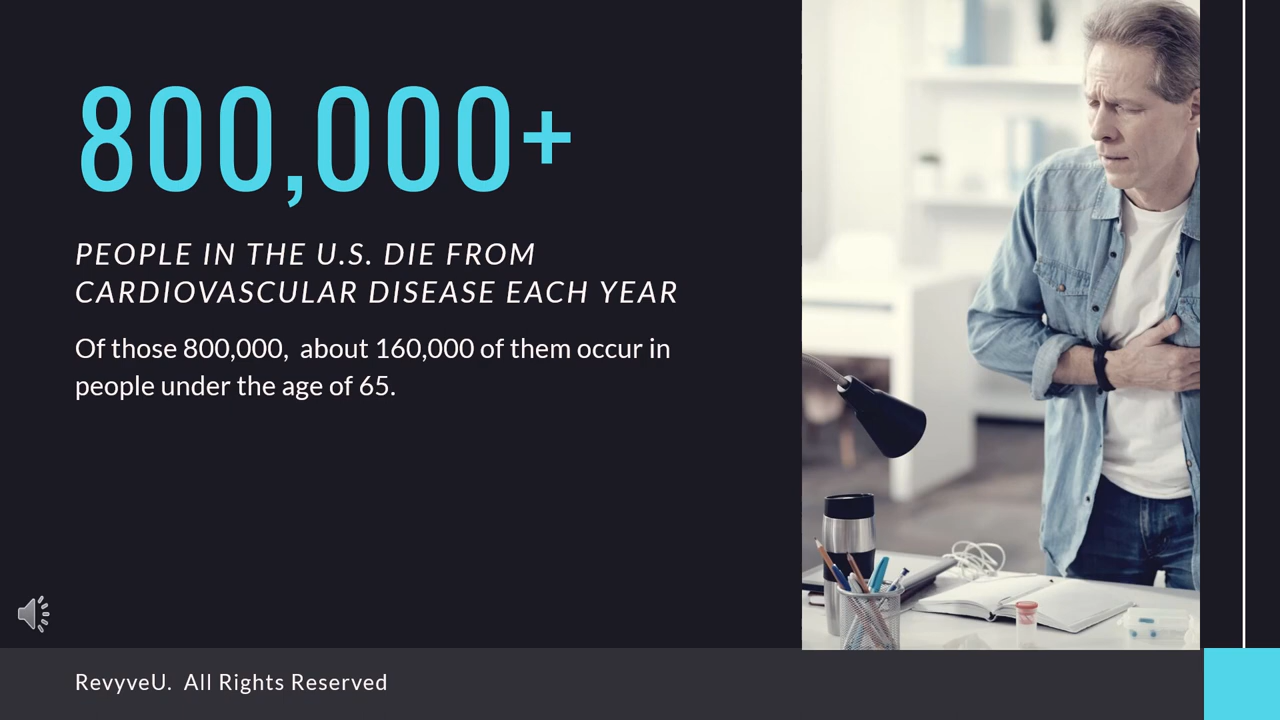 800,000+
PEOPLE IN THE U.S. DIE FROM
CARDIOVASCULAR DISEASE EACH YEAR
Of those 800,000,  about 160,000 of them occur in
people under the age of 65.
RevyveU.  All Rights Reserved